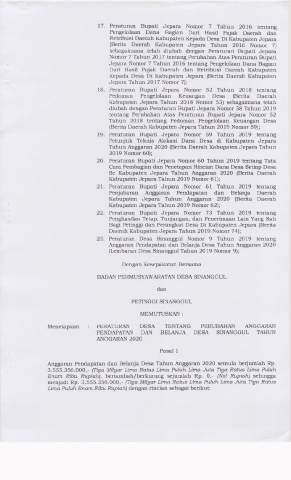 17. Peraturan Bupati Jepara Nomor 7 Tahun 2016 tentang
Pengelolaan Dana Bagian Dari Hasil Pajak Daerah dan
Retribusi Daerah Kabupaten Kepada Desa Di Kabupaten Jepara
(Berita Daerah Kabupaten Jepara Tahun 2016 Nomor 7)
sebagaimana telah diubah dengan Peraturan Bupati Jepara
Nomor 7 Tahun 2017 tentang Perubahan Atas Peraturan Bupati
Jepara Nomor 7 Tahun 2016 tentang Pengelolaan Dana Bagian
Dari Hasil Pajak Daerah dan Retribusi Daerah Kabupaten
Kepada Desa Di Kabupaten Jepara (Berita Daerah Kabupaten
Jepara Tahun 2017 Nomor 7);
18. Peraturan Bupati Jepara Nomor 52 Tahun 2018 tentang
Pedoman Pengelolaan Keuangan Desa (Berita Daerah
Kabupaten Jepara Tahun 2018 Nomor 53) sebagaimana telah
diubah dengan Peraturan Bupati Jepara Nomor 58 Tahun 2019
tentang Perubahan Atas Peraturan Bupati Jepara Nomor 52
Tahun 2018 tentang Pedoman Pengelolaan Keuangan Desa
(Berita Daerah Kabupaten Jepara Tahun 2019 Nomor 59);
19. Peraturan Bupati Jepara Nomor 59 Tahun 2019 tentang
Petunjuk Teknis Alokasi Dana Desa di Kabupaten Jepara
Tahun Anggaran 2020 (Berita Daerah Kabupaten Jepara Tahun
2019 Nomor 60);
20. Peraturan Bupati Jepara Nomor 60 Tahun 2019 tentang Tata
Cara Pembagian dan Penetapan Rincian Dana Desa Setiap Desa
Se Kabupaten Jepara Tahun Anggaran 2020 (Berita Daerah
Kabupaten Jepara Tahun 2019 Nomor 61);
21. Peraturan Bupati Jepara Nomor 61 Tahun 2019 tentang
Penjabaran Anggaran Pendapatan dan Belanja Daerah
Kabupaten Jepara Tahun Anggaran 2020 (Berita Daerah
Kabupaten Jepara Tahun 2019 Nomor 62);
22. Peraturan Bupati Jepara Nomor 73 Tahun 2019 tentang
Penghasilan Tetap, Tunjangan, dan Penerimaan Lain Yang Sah
Bagi Petinggi dan Perangkat Desa Di Kabupaten Jepara (Berita
Daerah Kabupaten Jepara Tahun 2019 Nomor 74);
23. Peraturan Desa Sinanggul Nomor 9 Tahun 2019 tentang
Anggaran Pendapatan dan Belanja Desa Tahun Anggaran 2020
(Lembaran Desa Sinanggul Tahun 2019 Nomor 9);
Dengan Kesepakatan Bersama
BADAN PERMUSYAWARATAN DESA SINANGGUL
dan
PETINGGI SINANGGUL
MEMUTUSKAN :
Menetapkan : PERATURAN DESA TENTANG PERUBAHAN ANGGARAN
PENDAPATAN DAN BELANJA DESA SINANGGUL TAHUN
ANGGARAN 2020
Pasal 1
Anggaran Pendapatan dan Belanja Desa Tahun Anggaran 2020 semula berjumlah Rp.
3.555.356.000,- (Tiga Milyar Lima Ratus Lima Puluh Lima Juta Tiga Ratus Lima Puluh
Enam Ribu Rupiah), bertambah/berkurang sejumlah Rp. 0,- (Nol Rupiah) sehingga
menjadi Rp. 3.555.356.000,- (Tiga Milyar Lima Ratus Lima Puluh Lima Juta Tiga Ratus
Lima Puluh Enam Ribu Rupiah) dengan rincian sebagai berikut: